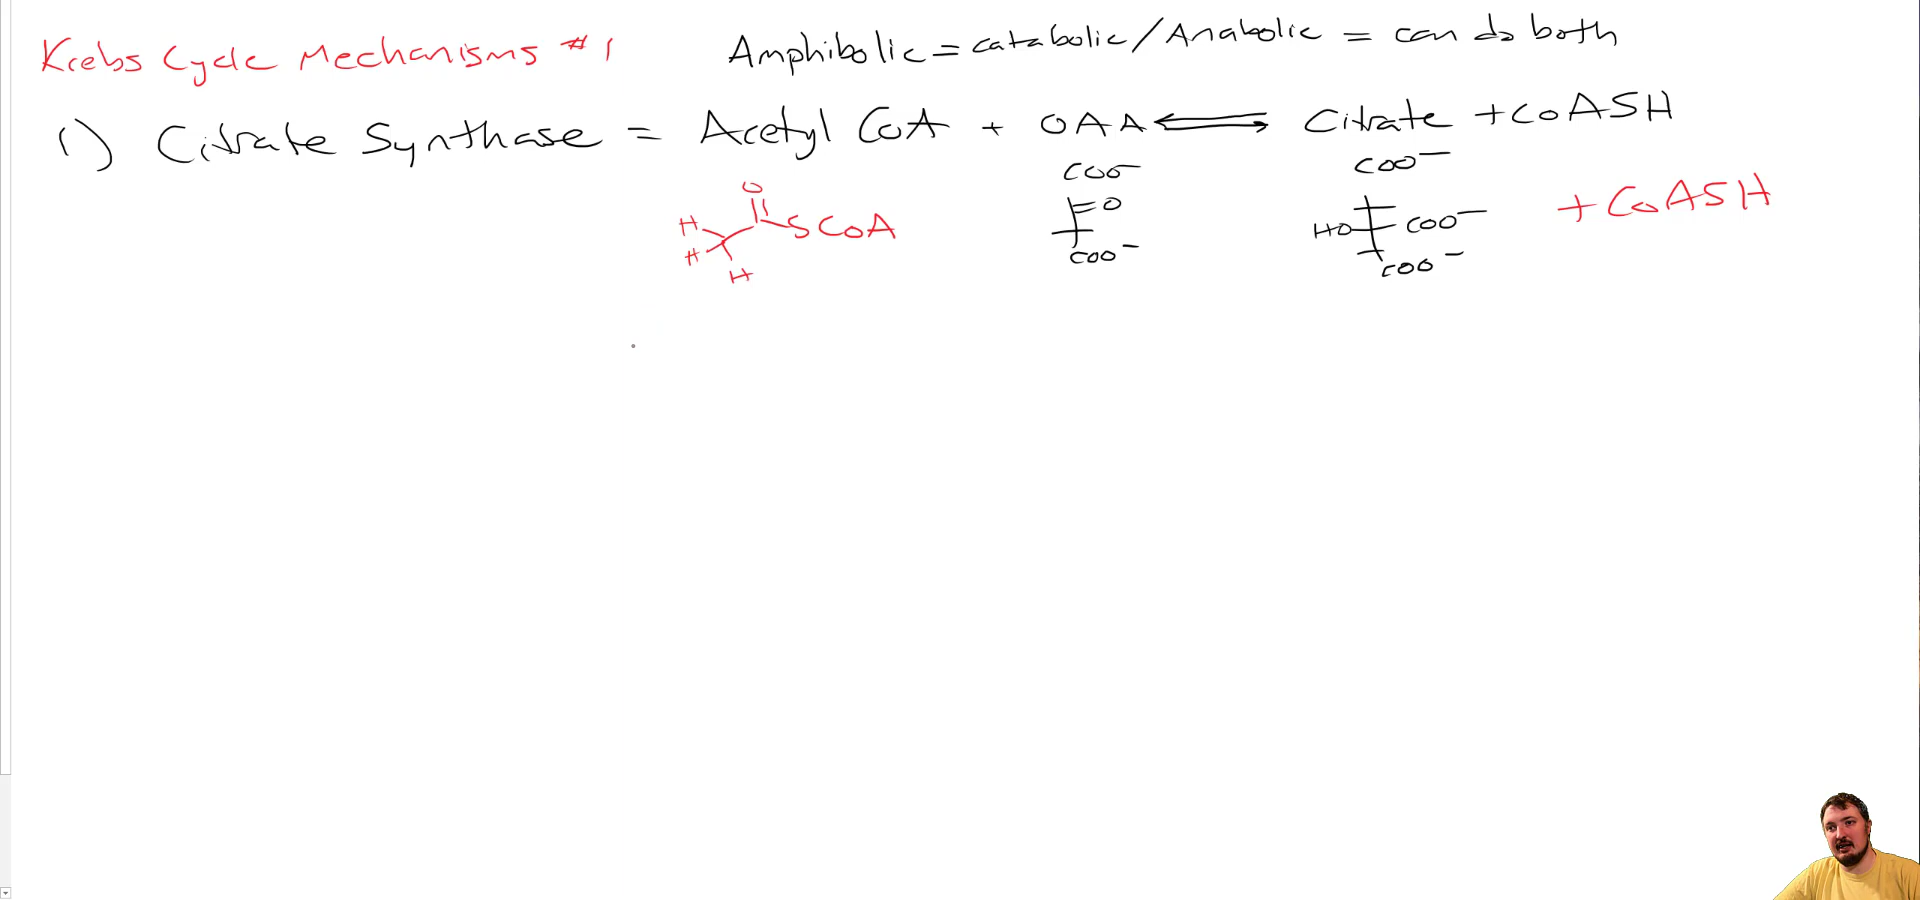 Krebs Cycle Mechanisms #1
Amphibolic = catabolic/Anabolic = can do both
1) Citrate Synthase = Acetyl CoA + OAA ⇌ Citrate + CoASH
COO⁻
COO⁻
O
H
SCoA
H
H
O
COO⁻
HO
COO⁻
COO⁻
+ CoASH